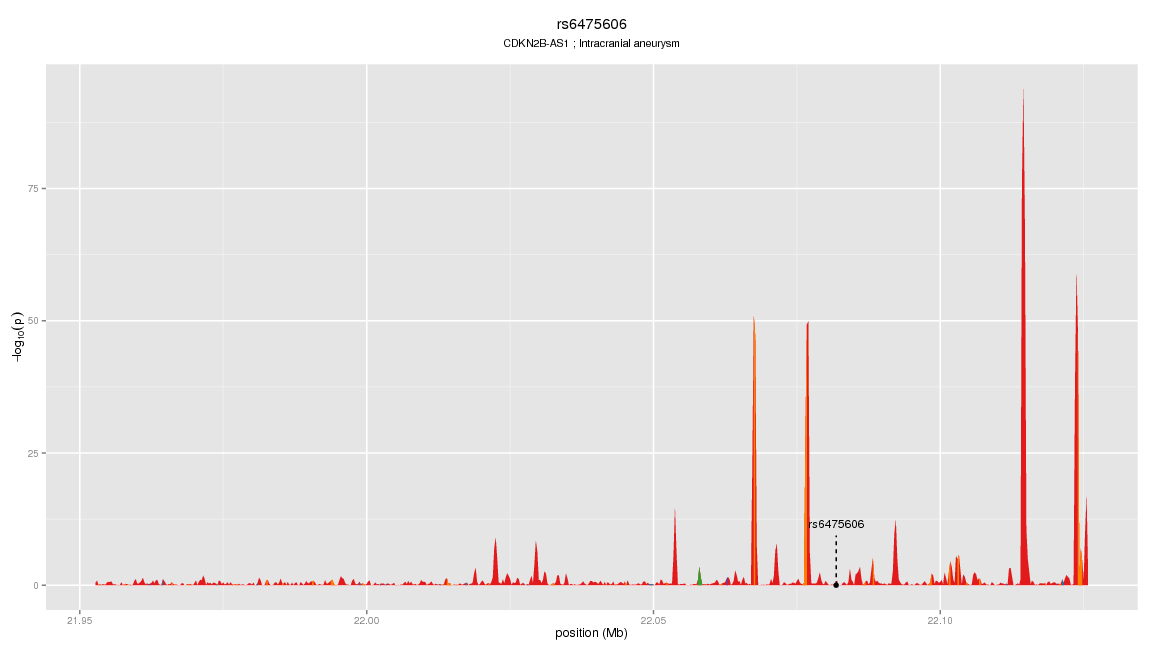 rs6475606
CDKN2B-AS1 ; Intracranial aneurysm
75
50
25
0
−log10(p)
rs6475606
21.95 22.00 22.05 22.10
position (Mb)